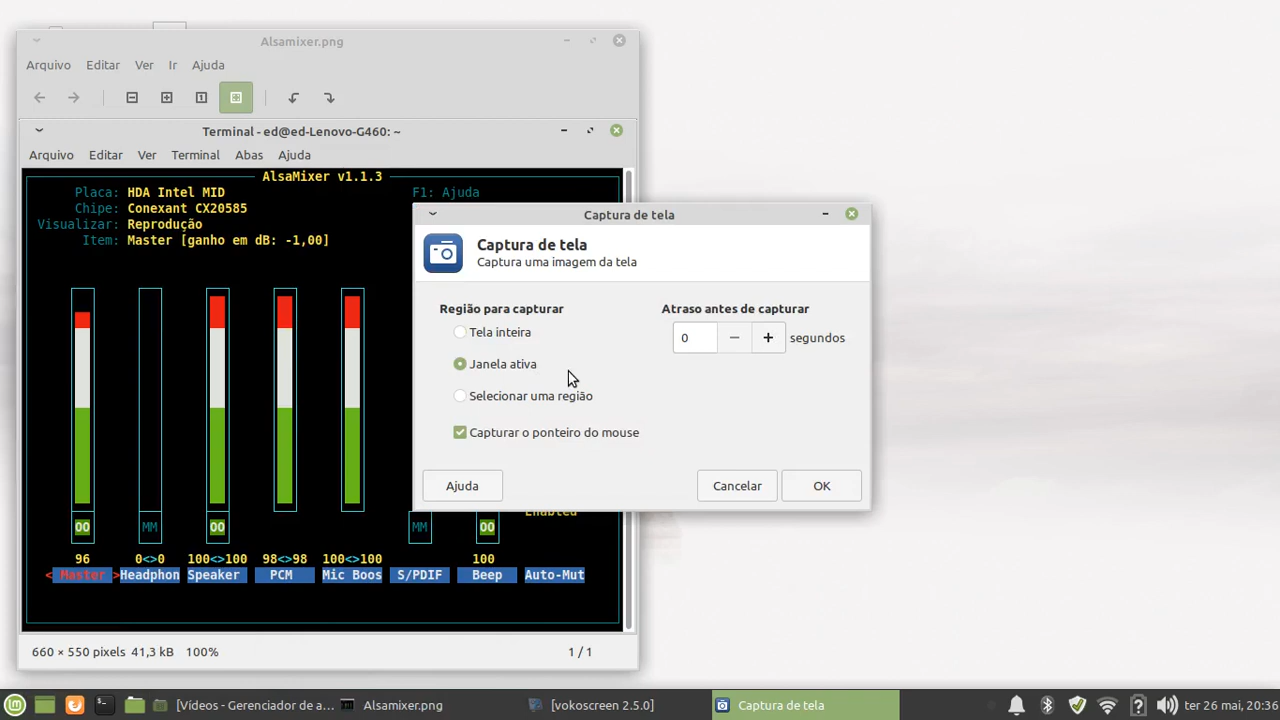 Alsamixer.png
Arquivo Editar Ver Ir Ajuda
Terminal - ed@ed-Lenovo-G460: ~
Arquivo Editar Ver Terminal Abas Ajuda
AlsaMixer v1.1.3
Placa: HDA Intel MID F1: Ajuda
Chipe: Conexant CX20585
Visualizar: Reprodução
Item: Master [ganho em dB: -1,00]
Captura de tela
Captura de tela
Captura uma imagem da tela
Região para capturar Atraso antes de capturar
Tela inteira
0 − + segundos
Janela ativa
Selecionar uma região
Capturar o ponteiro do mouse
Ajuda Cancelar OK
Enabled
OO MM OO MM OO
96 0<>0 100<>100 98<>98 100<>100 100
< Master >Headphon Speaker PCM Mic Boos S/PDIF Beep Auto-Mut
660 × 550 pixels 41,3 kB 100% 1 / 1
[Vídeos - Gerenciador de a... Alsamixer.png [vokoscreen 2.5.0] Captura de tela ter 26 mai, 20:36